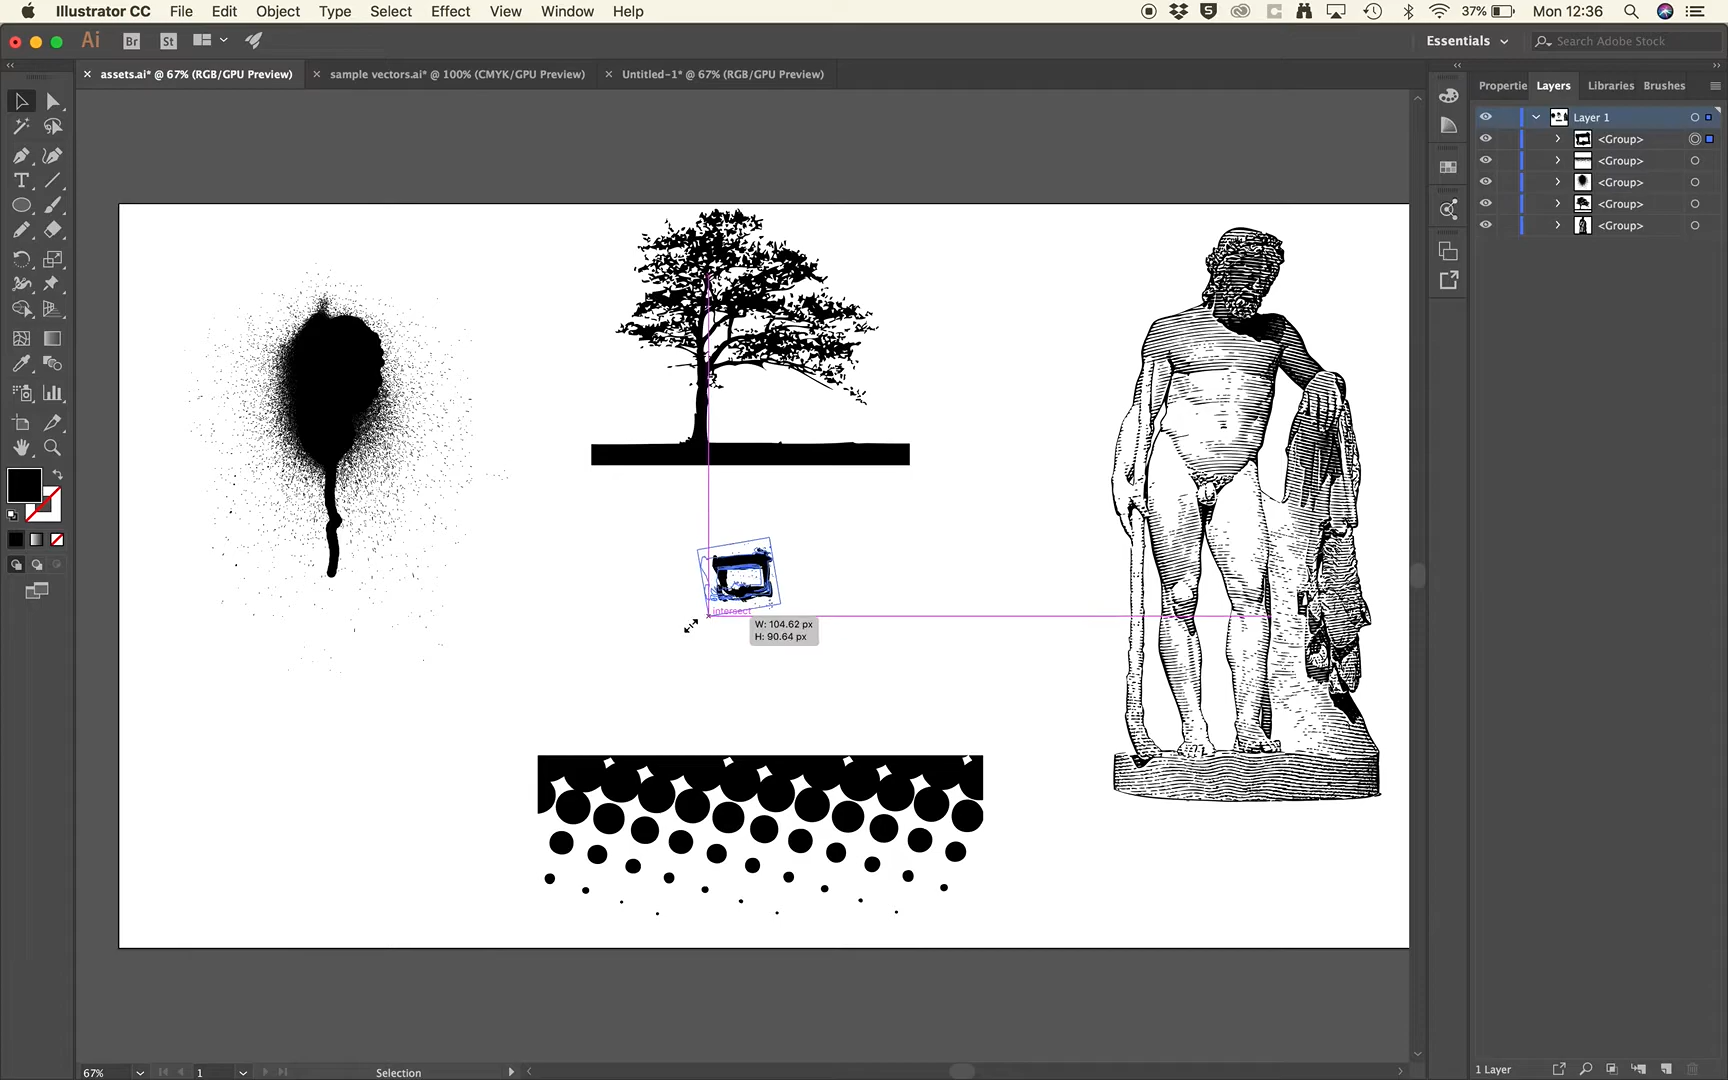 Illustrator CC File Edit Object Type Select Effect View Window Help 37% Mon 12:36
Ai Br St Essentials Search Adobe Stock
assets.ai* @ 67% (RGB/GPU Preview) sample vectors.ai* @ 100% (CMYK/GPU Preview) Untitled-1* @ 67% (RGB/GPU Preview)
Propertie Layers Libraries Brushes
Layer 1
<Group>
<Group>
<Group>
<Group>
<Group>
intersect
W: 104.62 px
H: 90.64 px
67% 1 Selection
1 Layer